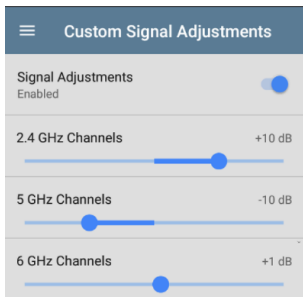 Custom Signal Adjustments
Signal Adjustments
Enabled
2.4 GHz Channels +10 dB
5 GHz Channels -10 dB
6 GHz Channels +1 dB